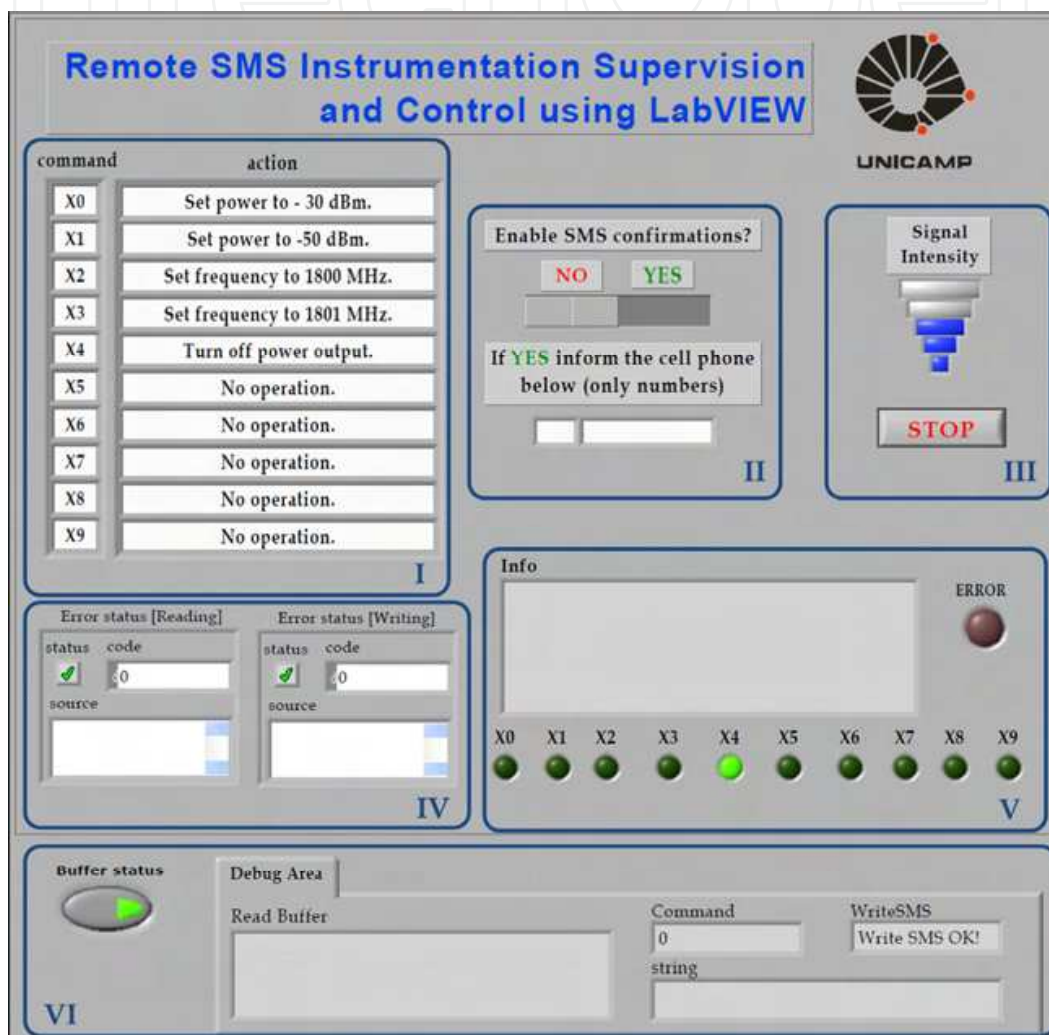 Remote SMS Instrumentation Supervision
and Control using LabVIEW
UNICAMP
command action
X0 Set power to - 30 dBm.
X1 Set power to -50 dBm.
X2 Set frequency to 1800 MHz.
X3 Set frequency to 1801 MHz.
X4 Turn off power output.
X5 No operation.
X6 No operation.
X7 No operation.
X8 No operation.
X9 No operation.
I
Enable SMS confirmations?
NO YES
If YES inform the cell phone
below (only numbers)
II
Signal
Intensity
STOP
III
Error status [Reading] Error status [Writing]
status code status code
0 0
source source
IV
Info
ERROR
X0 X1 X2 X3 X4 X5 X6 X7 X8 X9
V
Buffer status
Debug Area
Read Buffer
Command WriteSMS
0 Write SMS OK!
string
VI